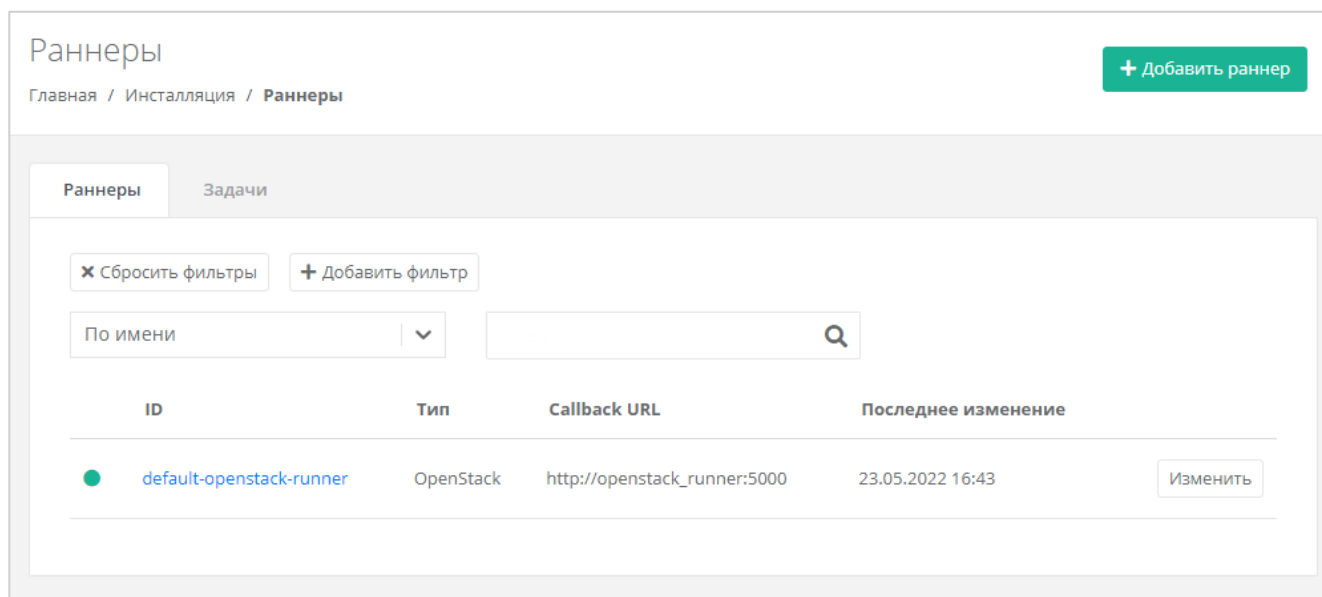 Раннеры
+ Добавить раннер
Главная / Инсталляция / Раннеры
Раннеры Задачи
× Сбросить фильтры + Добавить фильтр
По имени
ID Тип Callback URL Последнее изменение
default-openstack-runner OpenStack http://openstack_runner:5000 23.05.2022 16:43 Изменить